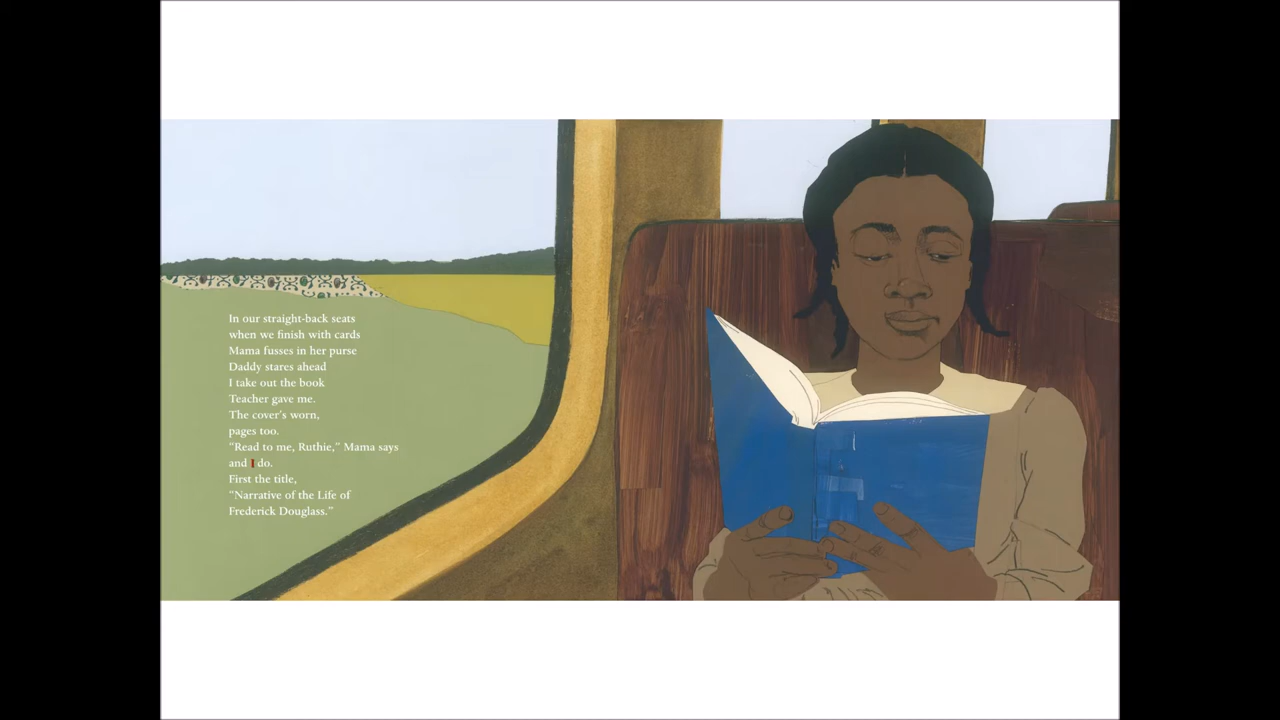 In our straight-back seats
when we finish with cards
Mama fusses in her purse
Daddy stares ahead
I take out the book
Teacher gave me.
The cover's worn,
pages too.
“Read to me, Ruthie,” Mama says
and I do.
First the title,
“Narrative of the Life of
Frederick Douglass.”